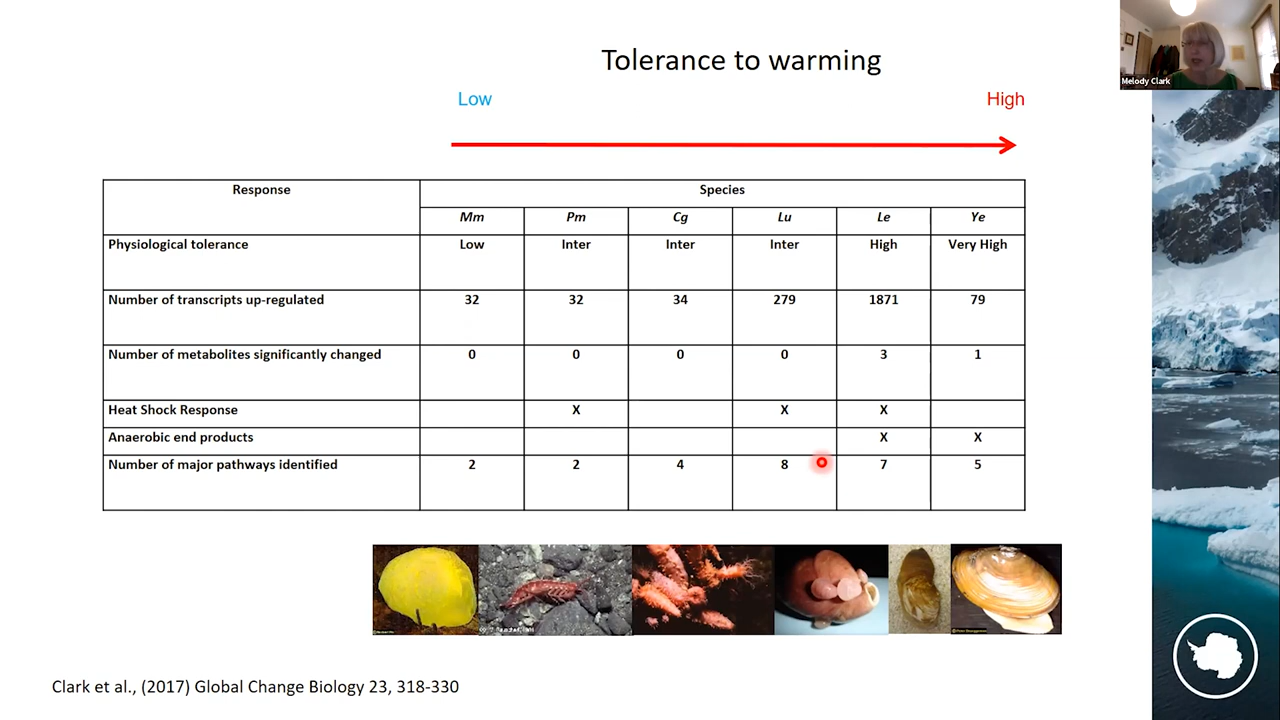 Tolerance to warming
Melody Clark
Low High
Response Species
Mm Pm Cg Lu Le Ye
Physiological tolerance Low Inter Inter Inter High Very High
Number of transcripts up-regulated 32 32 34 279 1871 79
Number of metabolites significantly changed 0 0 0 0 3 1
Heat Shock Response X X X
Anaerobic end products X X
Number of major pathways identified 2 2 4 8 7 5
Clark et al., (2017) Global Change Biology 23, 318-330